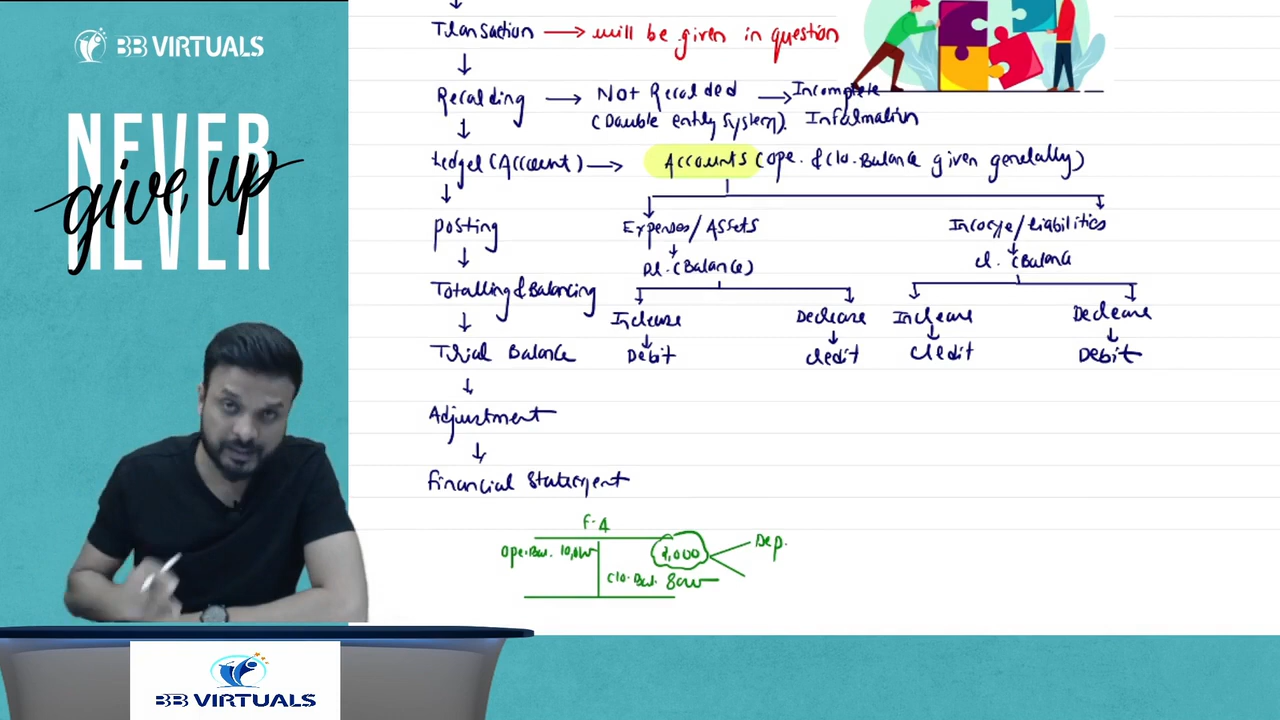 BB VIRTUALS
NEVER
give up
NEVER
Transaction → will be given in question
Recording → Not Recorded → Incomplete
(Double entry System). Information
Ledger (Account) → Accounts (ope. & clo. Balance given generally)
Posting
Expenses/Assets
Income/Liabilities
Dr. (Balance)
Cr. (Balance
Totalling & Balancing
Increase
Decrease
Increase
Decrease
Trial Balance
Debit
Credit
Credit
Debit
Adjustment
Financial Statement
F.A
Ope. Bal. 10,000
2,000
Dep.
Clo. Bal. 8000
BB VIRTUALS